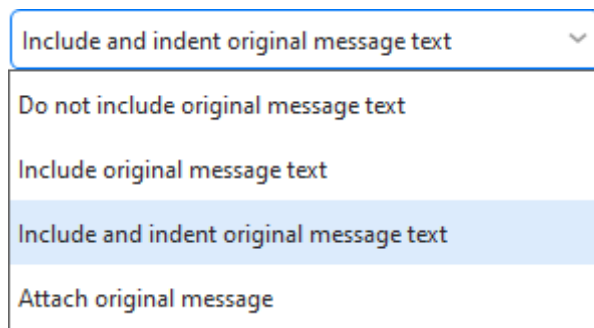 Include and indent original message text
Do not include original message text
Include original message text
Include and indent original message text
Attach original message